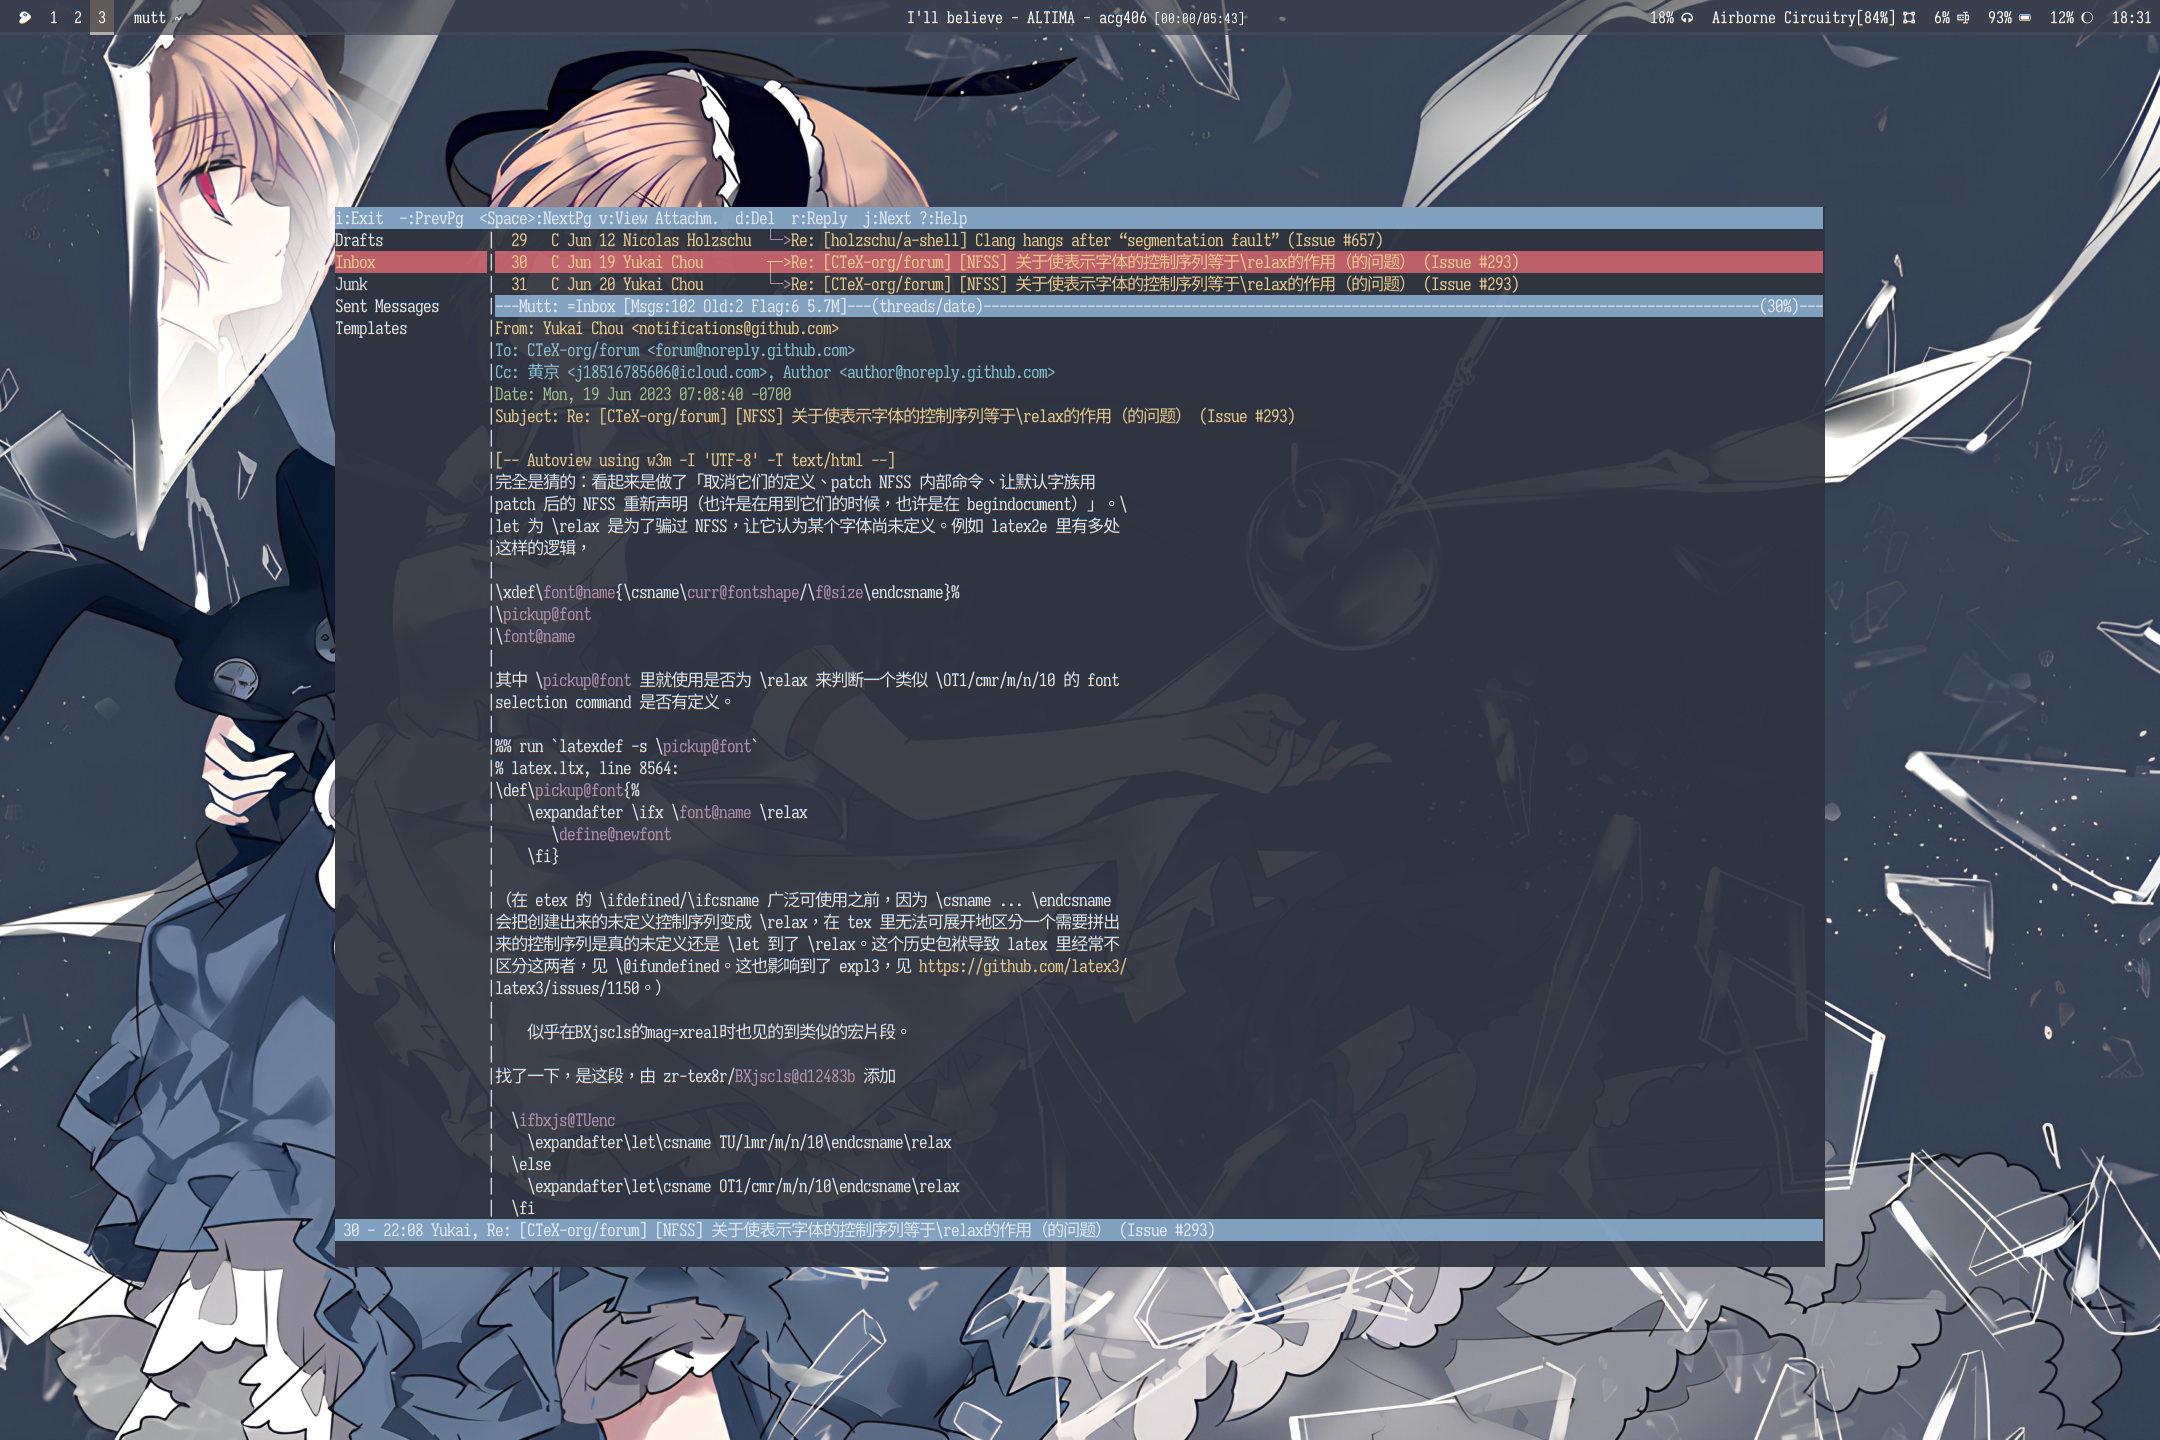 1 2 3 mutt ~ I'll believe - ALTIMA - acg406 [00:00/05:43] 18% Airborne Circuitry[84%] 6% 93% 12% 18:31
i:Exit -:PrevPg <Space>:NextPg v:View Attachm. d:Del r:Reply j:Next ?:Help
Drafts | 29 C Jun 12 Nicolas Holzschu └─>Re: [holzschu/a-shell] Clang hangs after “segmentation fault” (Issue #657)
Inbox | 30 C Jun 19 Yukai Chou ┬─>Re: [CTeX-org/forum] [NFSS] 关于使表示字体的控制序列等于\relax的作用（的问题） (Issue #293)
Junk | 31 C Jun 20 Yukai Chou └─>Re: [CTeX-org/forum] [NFSS] 关于使表示字体的控制序列等于\relax的作用（的问题） (Issue #293)
Sent Messages |---Mutt: =Inbox [Msgs:102 Old:2 Flag:6 5.7M]---(threads/date)---(30%)---
Templates |From: Yukai Chou <notifications@github.com>
|To: CTeX-org/forum <forum@noreply.github.com>
|Cc: 黄京 <j18516785606@icloud.com>, Author <author@noreply.github.com>
|Date: Mon, 19 Jun 2023 07:08:40 -0700
|Subject: Re: [CTeX-org/forum] [NFSS] 关于使表示字体的控制序列等于\relax的作用（的问题） (Issue #293)
|
|[-- Autoview using w3m -I 'UTF-8' -T text/html --]
|完全是猜的：看起来是做了「取消它们的定义、patch NFSS 内部命令、让默认字族用
|patch 后的 NFSS 重新声明（也许是在用到它们的时候，也许是在 begindocument）」。\
|let 为 \relax 是为了骗过 NFSS，让它认为某个字体尚未定义。例如 latex2e 里有多处
|这样的逻辑，
|
|\xdef\font@name{\csname\curr@fontshape/\f@size\endcsname}%
|\pickup@font
|\font@name
|
|其中 \pickup@font 里就使用是否为 \relax 来判断一个类似 \OT1/cmr/m/n/10 的 font
|selection command 是否有定义。
|
|%% run `latexdef -s \pickup@font`
|% latex.ltx, line 8564:
|\def\pickup@font{%
|    \expandafter \ifx \font@name \relax
|       \define@newfont
|    \fi}
|
|（在 etex 的 \ifdefined/\ifcsname 广泛可使用之前，因为 \csname ... \endcsname
|会把创建出来的未定义控制序列变成 \relax，在 tex 里无法可展开地区分一个需要拼出
|来的控制序列是真的未定义还是 \let 到了 \relax。这个历史包袱导致 latex 里经常不
|区分这两者，见 \@ifundefined。这也影响到了 expl3，见 https://github.com/latex3/
|latex3/issues/1150。）
|
|    似乎在BXjscls的mag=xreal时也见的到类似的宏片段。
|
|找了一下，是这段，由 zr-tex8r/BXjscls@d12483b 添加
|
|  \ifbxjs@TUenc
|    \expandafter\let\csname TU/lmr/m/n/10\endcsname\relax
|  \else
|    \expandafter\let\csname OT1/cmr/m/n/10\endcsname\relax
|  \fi
30 - 22:08 Yukai, Re: [CTeX-org/forum] [NFSS] 关于使表示字体的控制序列等于\relax的作用（的问题） (Issue #293)